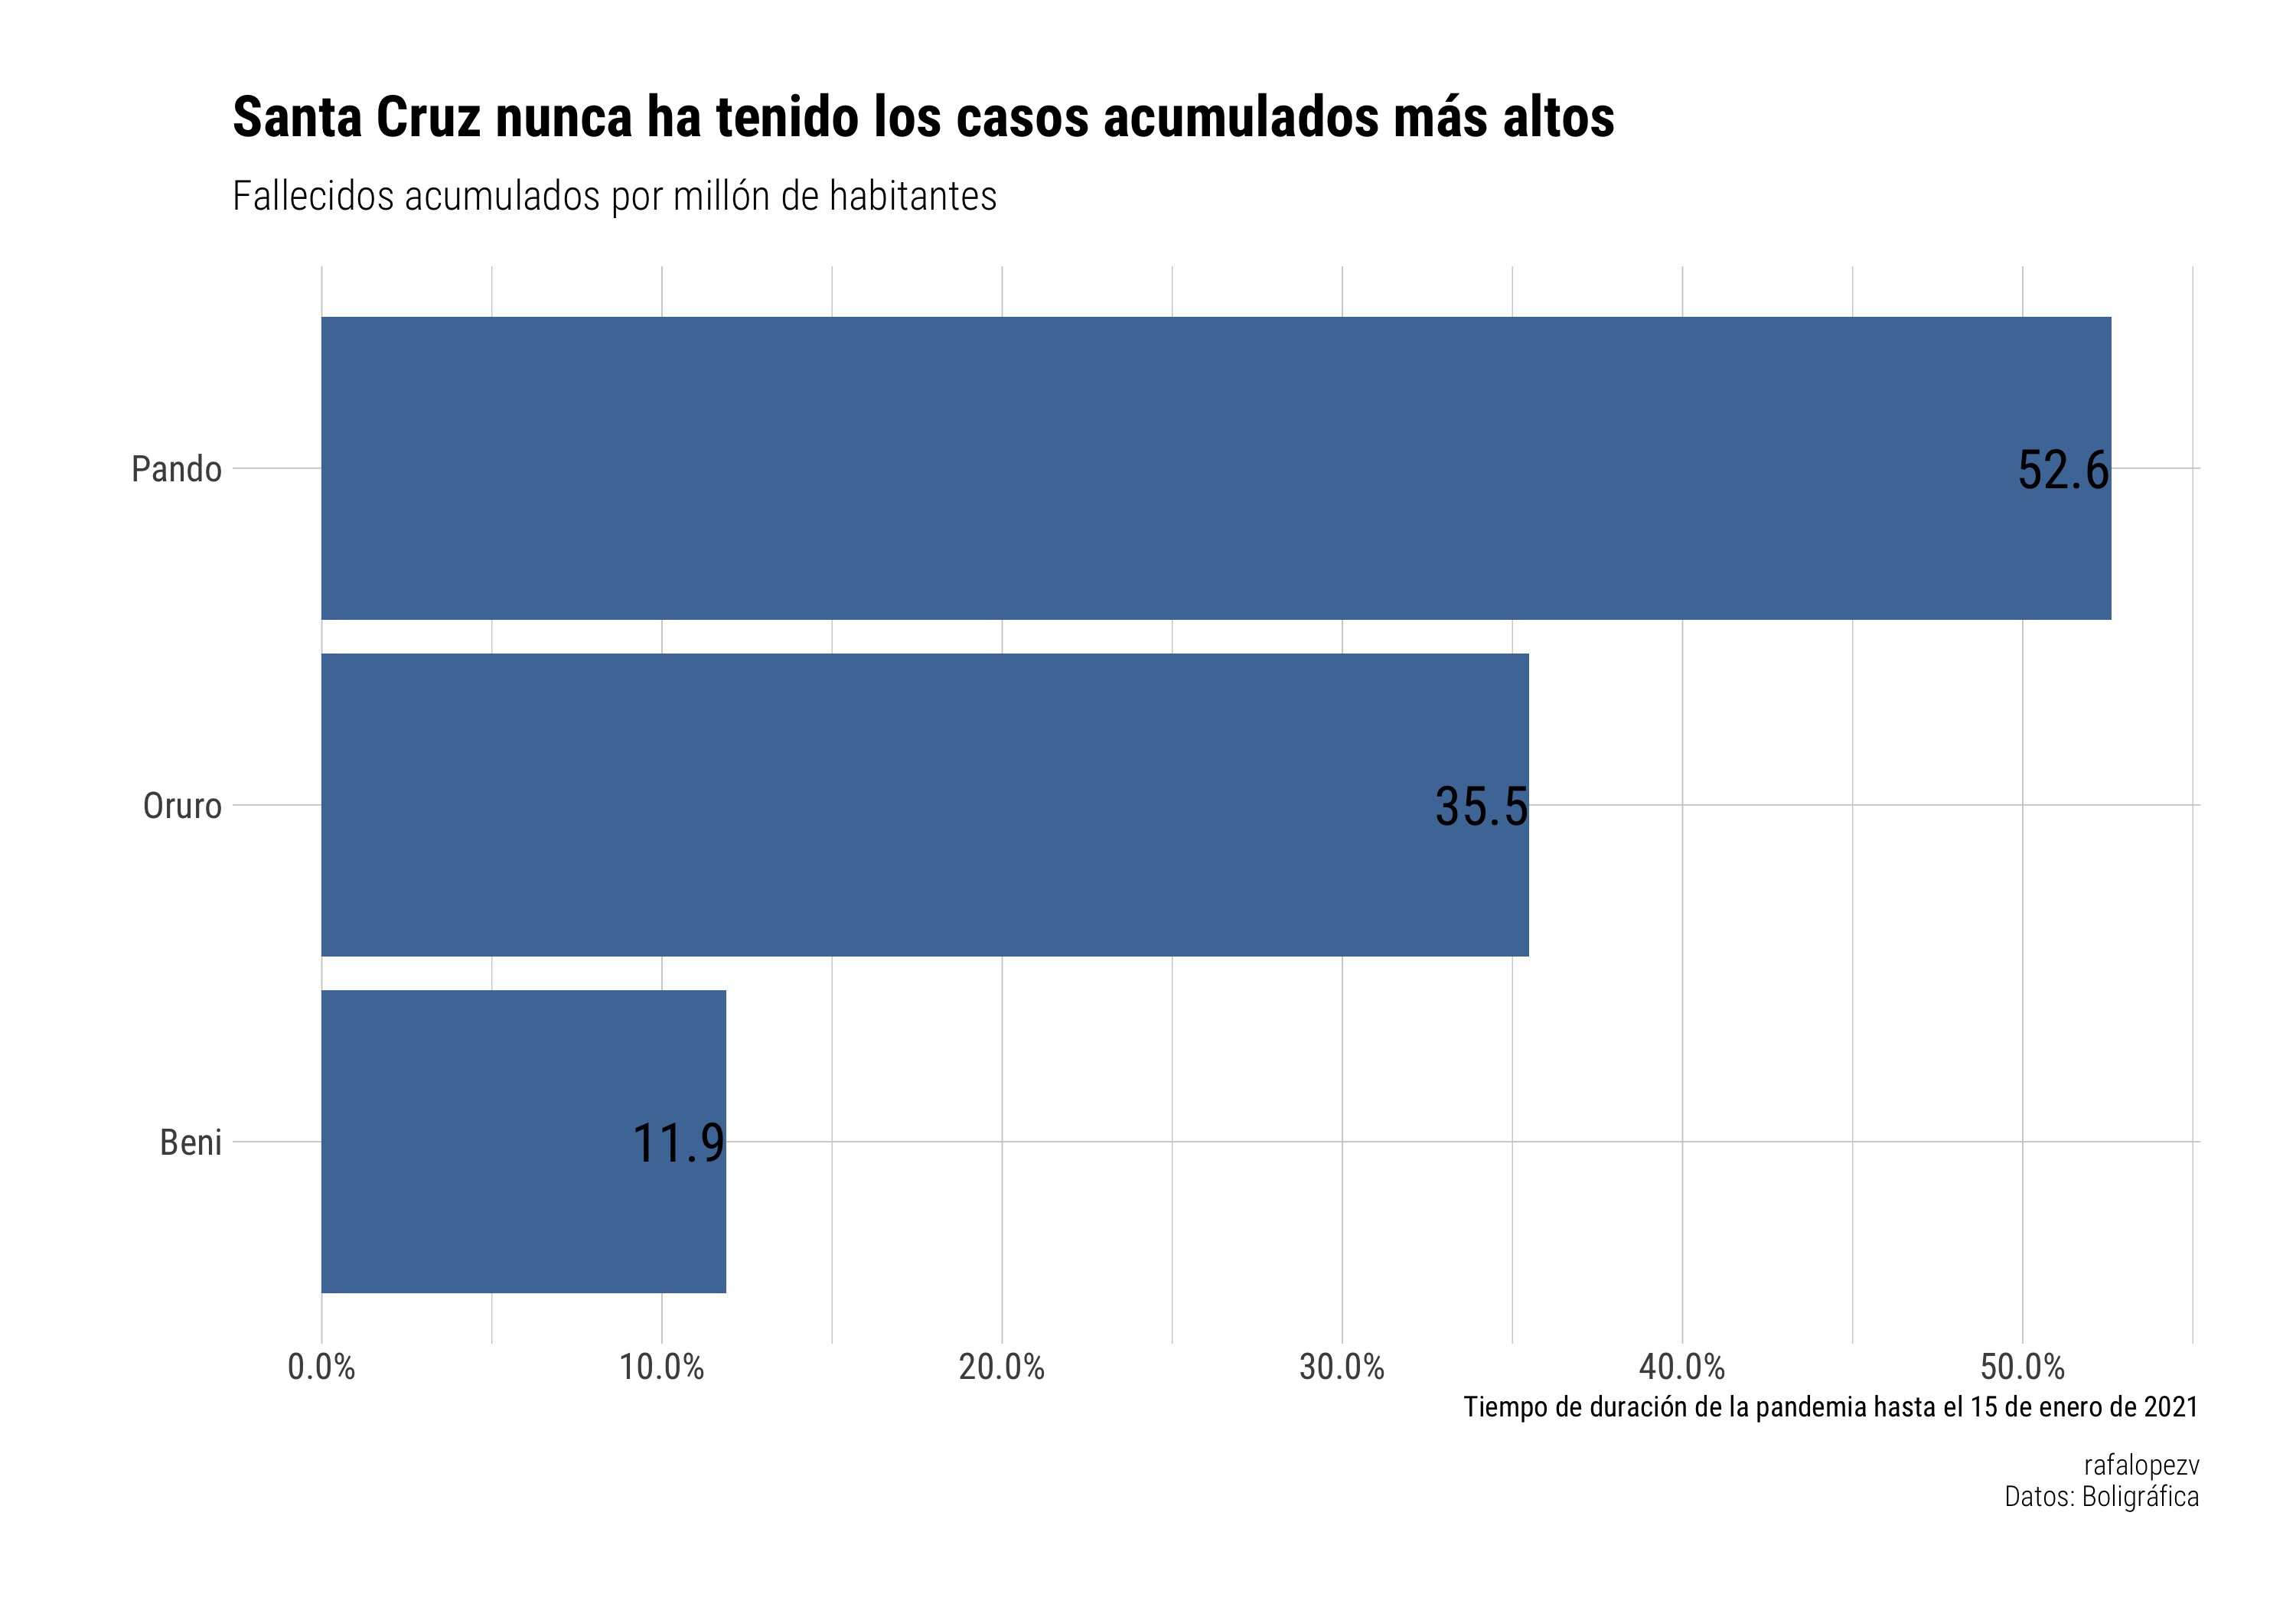 Santa Cruz nunca ha tenido los casos acumulados más altos
Fallecidos acumulados por millón de habitantes
Pando
52.6
Oruro
35.5
Beni
11.9
0.0% 10.0% 20.0% 30.0% 40.0% 50.0%
Tiempo de duración de la pandemia hasta el 15 de enero de 2021
rafalopezv
Datos: Boligráfica